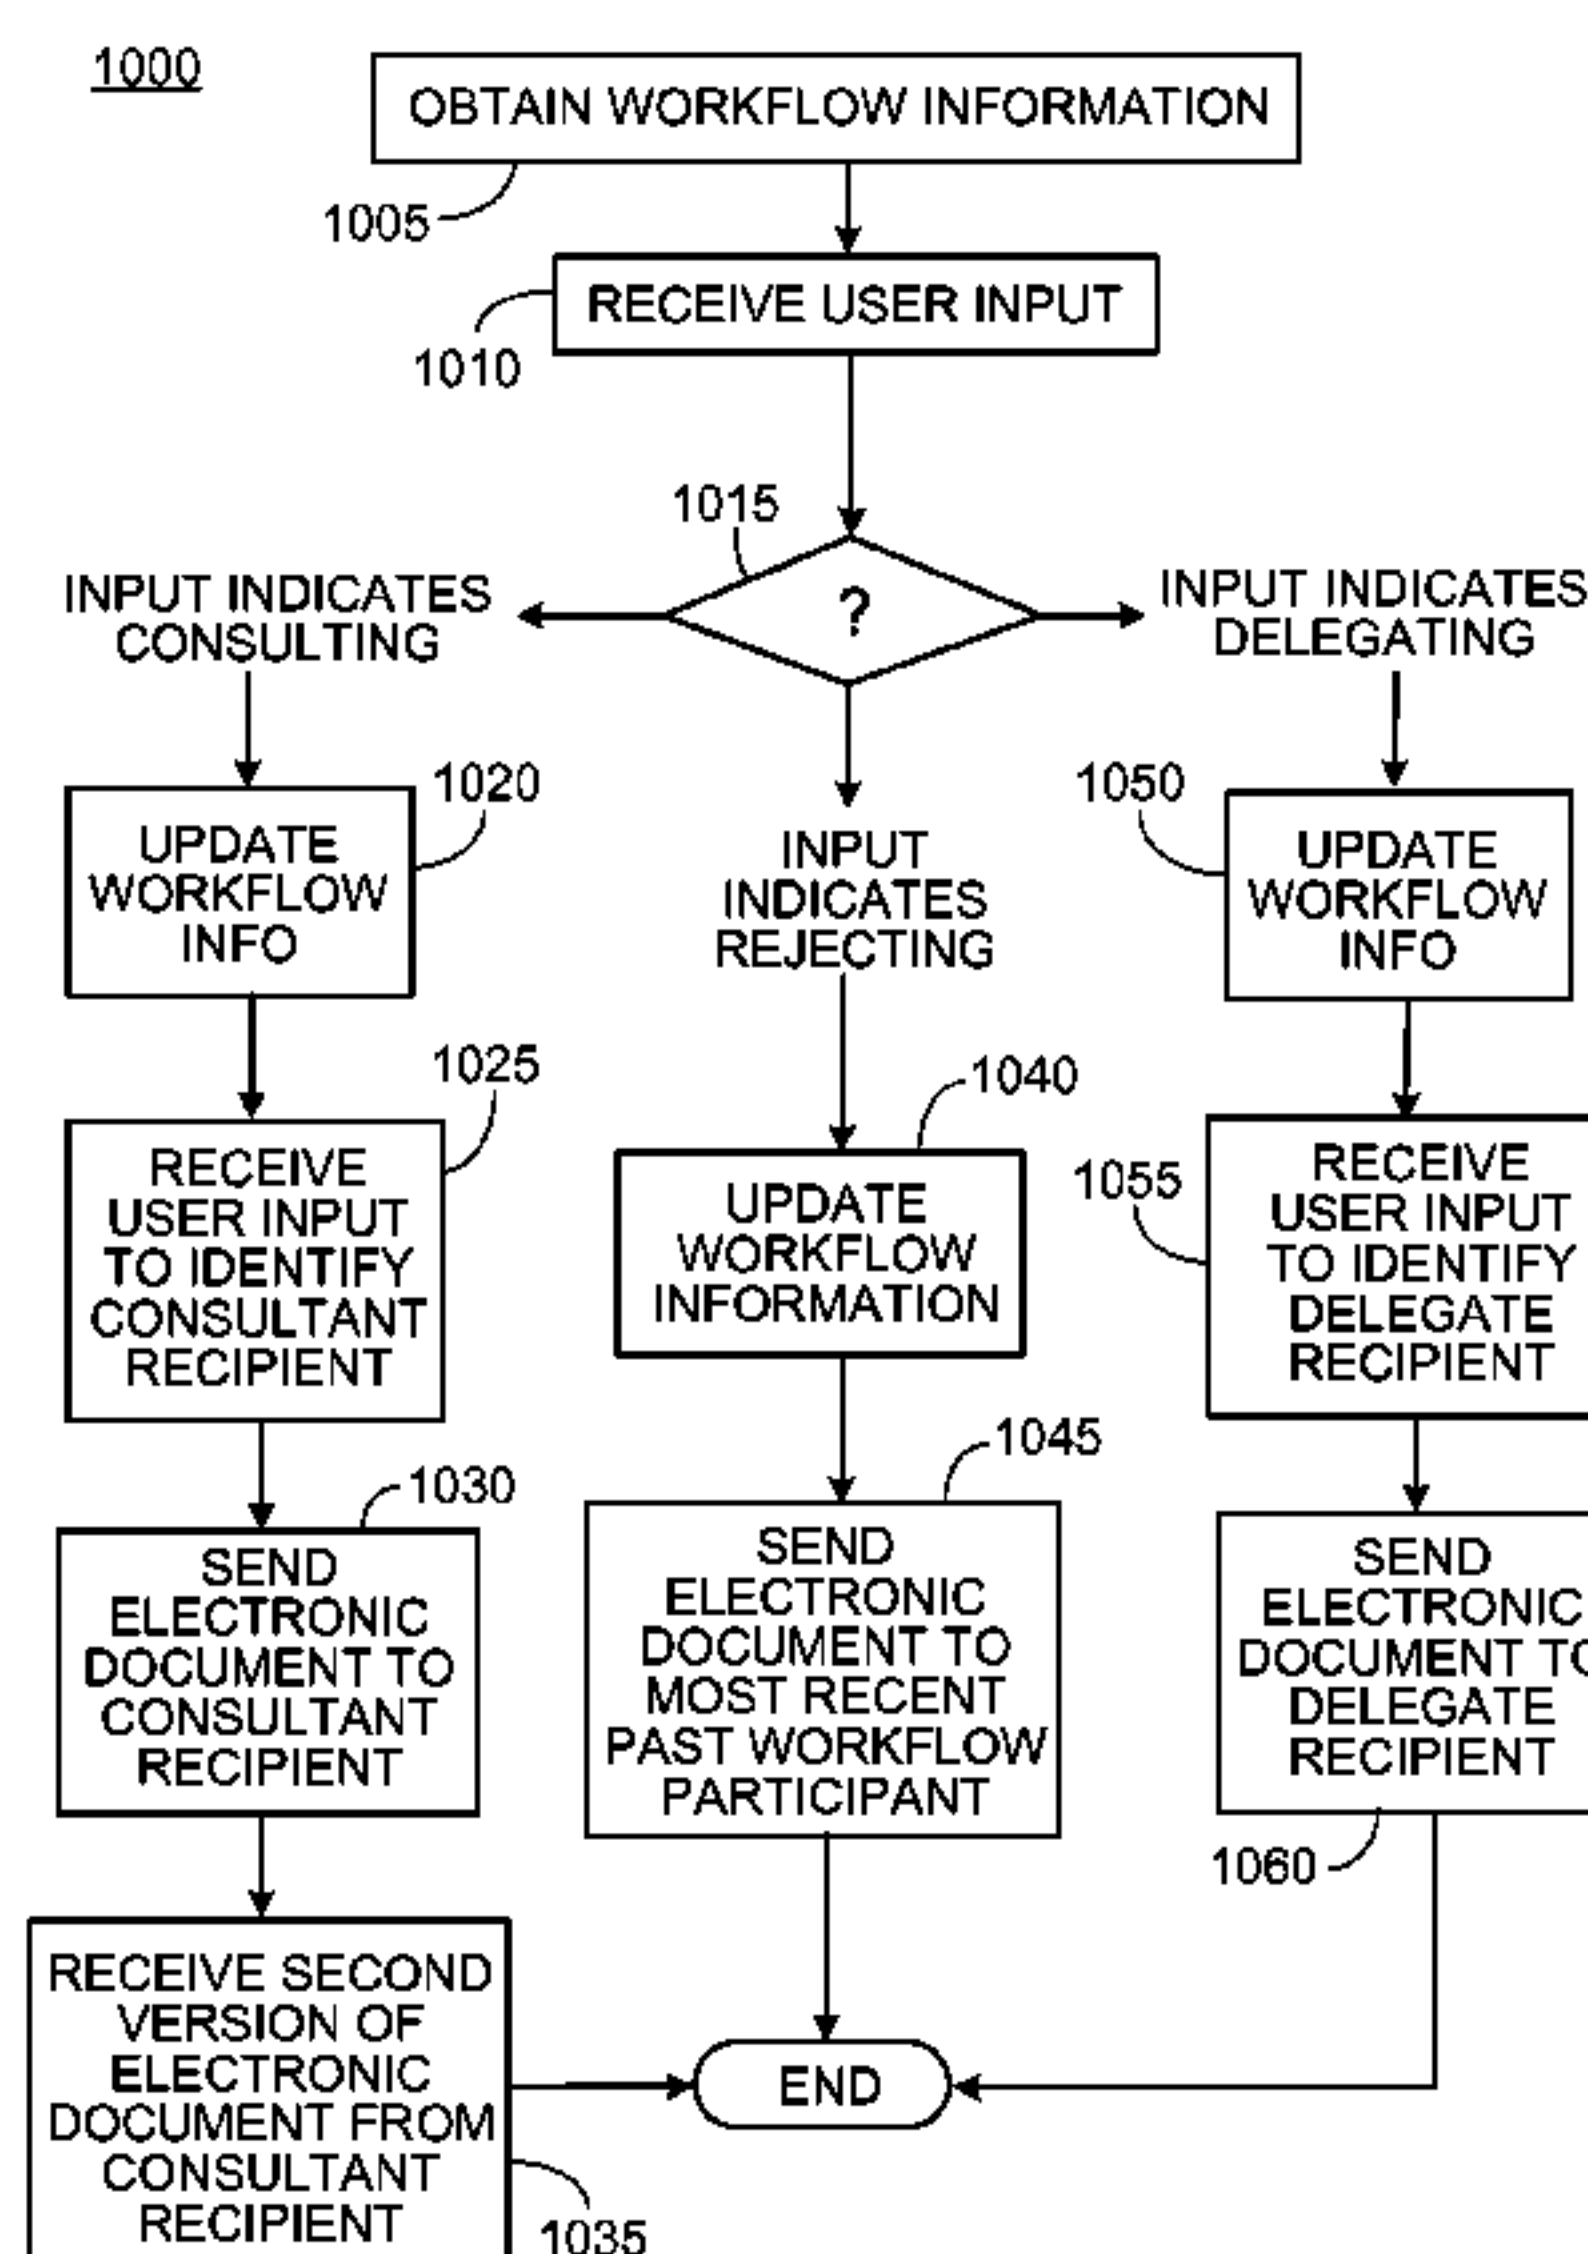 1000
OBTAIN WORKFLOW INFORMATION
1005
RECEIVE USER INPUT
1010
1015
?
INPUT INDICATES
CONSULTING
INPUT INDICATES
DELEGATING
1020
UPDATE
WORKFLOW
INFO
1025
RECEIVE
USER INPUT
TO IDENTIFY
CONSULTANT
RECIPIENT
1030
SEND
ELECTRONIC
DOCUMENT TO
CONSULTANT
RECIPIENT
RECEIVE SECOND
VERSION OF
ELECTRONIC
DOCUMENT FROM
CONSULTANT
RECIPIENT
1035
INPUT
INDICATES
REJECTING
1040
UPDATE
WORKFLOW
INFORMATION
1045
SEND
ELECTRONIC
DOCUMENT TO
MOST RECENT
PAST WORKFLOW
PARTICIPANT
END
1050
UPDATE
WORKFLOW
INFO
1055
RECEIVE
USER INPUT
TO IDENTIFY
DELEGATE
RECIPIENT
SEND
ELECTRONIC
DOCUMENT TO
DELEGATE
RECIPIENT
1060